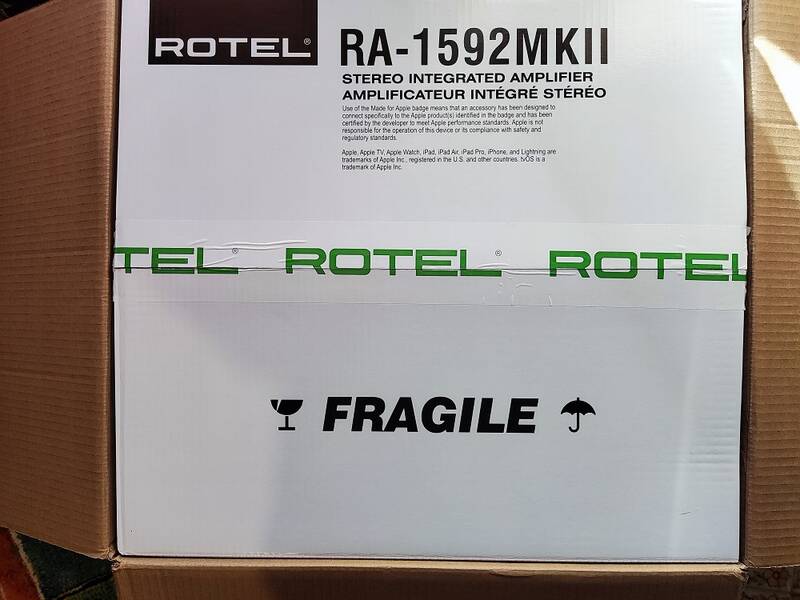 ROTEL®
RA-1592MKII
STEREO INTEGRATED AMPLIFIER
AMPLIFICATEUR INTÉGRÉ STÉRÉO
Use of the Made for Apple badge means that an accessory has been designed to
connect specifically to the Apple product(s) identified in the badge and has been
certified by the developer to meet Apple performance standards. Apple is not
responsible for the operation of this device or its compliance with safety and
regulatory standards.
Apple, Apple TV, Apple Watch, iPad, iPad Air, iPad Pro, iPhone, and Lightning are
trademarks of Apple Inc., registered in the U.S. and other countries. tvOS is a
trademark of Apple Inc.
TEL® ROTEL® ROTEL
FRAGILE